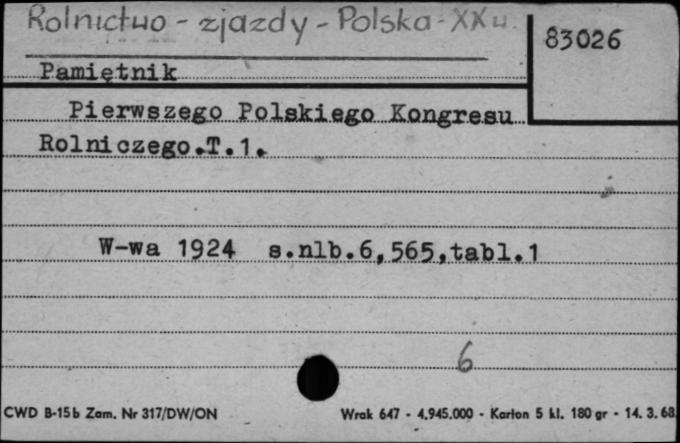 Rolnictwo - zjazdy - Polska - XX w.
83026
Pamiętnik
Pierwszego Polskiego Kongresu
Rolniczego.T.1.
W-wa 1924 s.nlb.6,565,tabl.1
6
CWD B-15b Zam. Nr 317/DW/ON
Wrak 647 - 4.945.000 - Karton 5 kl. 180 gr - 14. 3. 68